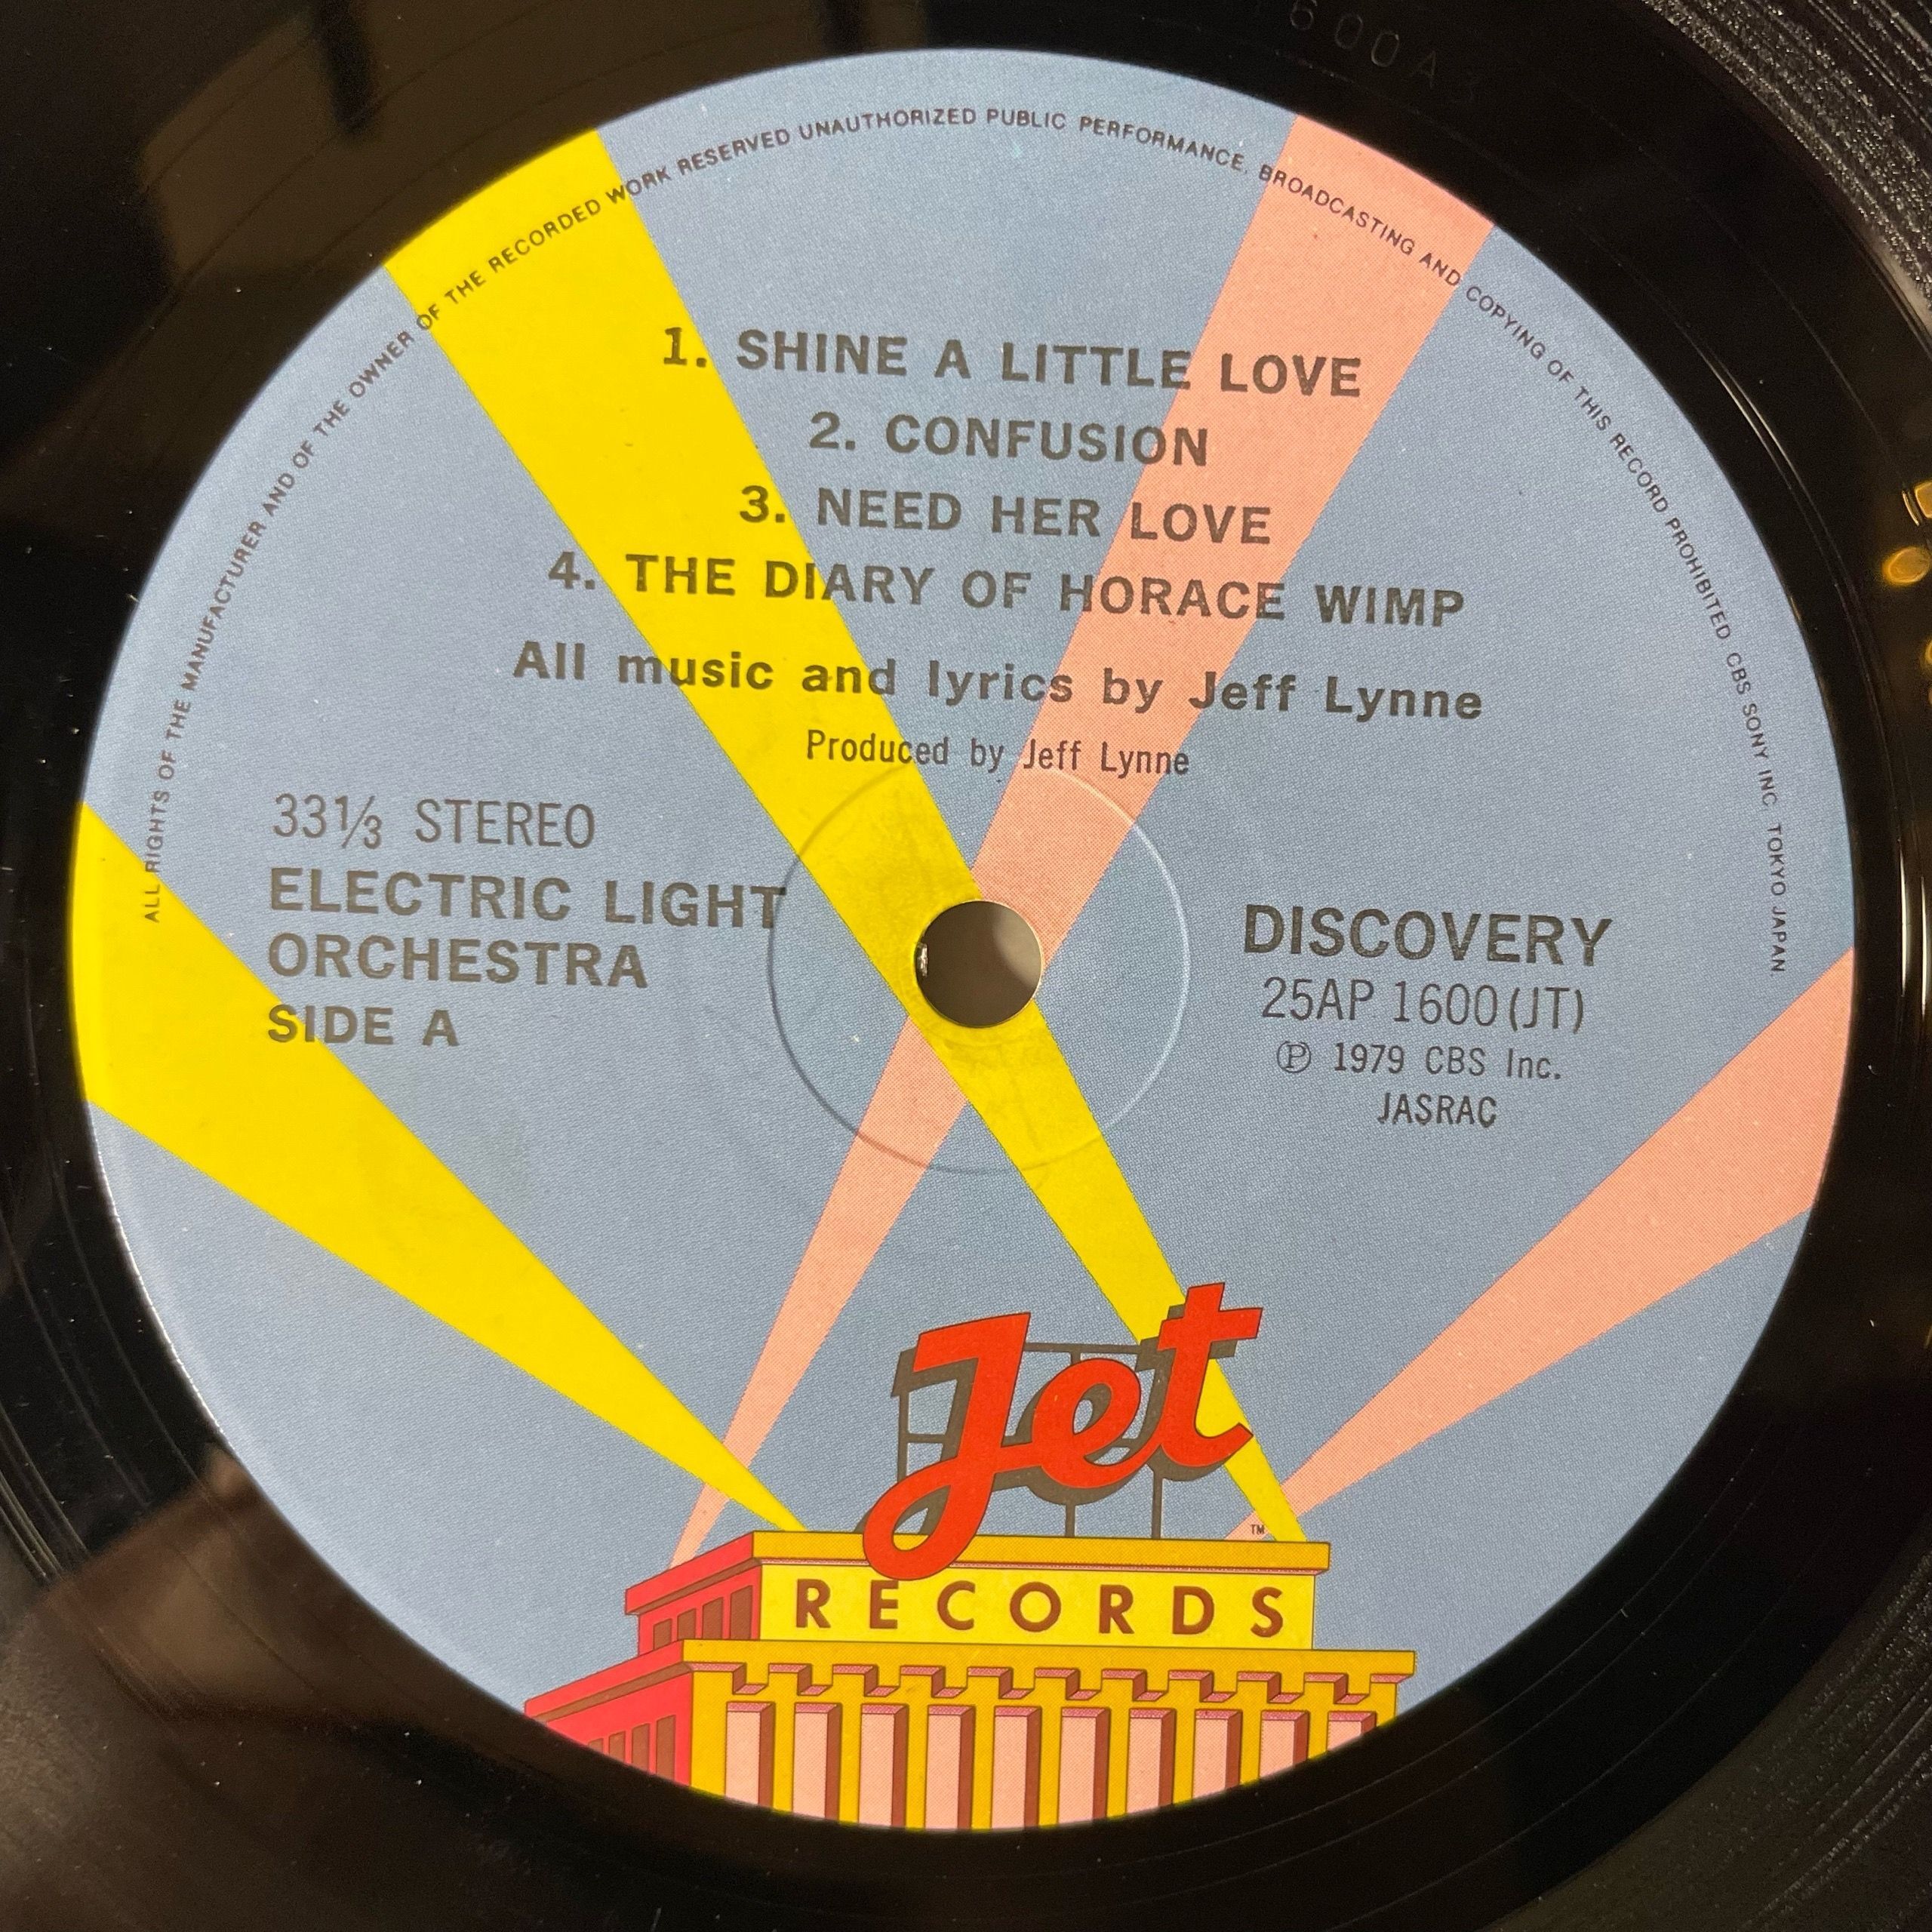 600A
ALL RIGHTS OF THE MANUFACTURER AND OF THE OWNER OF THE RECORDED WORK RESERVED UNAUTHORIZED PUBLIC PERFORMANCE, BROADCASTING AND COPYING OF THIS RECORD PROHIBITED CBS SONY INC. TOKYO JAPAN
1. SHINE A LITTLE LOVE
2. CONFUSION
3. NEED HER LOVE
4. THE DIARY OF HORACE WIMP
All music and lyrics by Jeff Lynne
Produced by Jeff Lynne
33⅓ STEREO
ELECTRIC LIGHT
ORCHESTRA
SIDE A
DISCOVERY
25AP 1600(JT)
Ⓟ 1979 CBS Inc.
JASRAC
Jet
TM
RECORDS